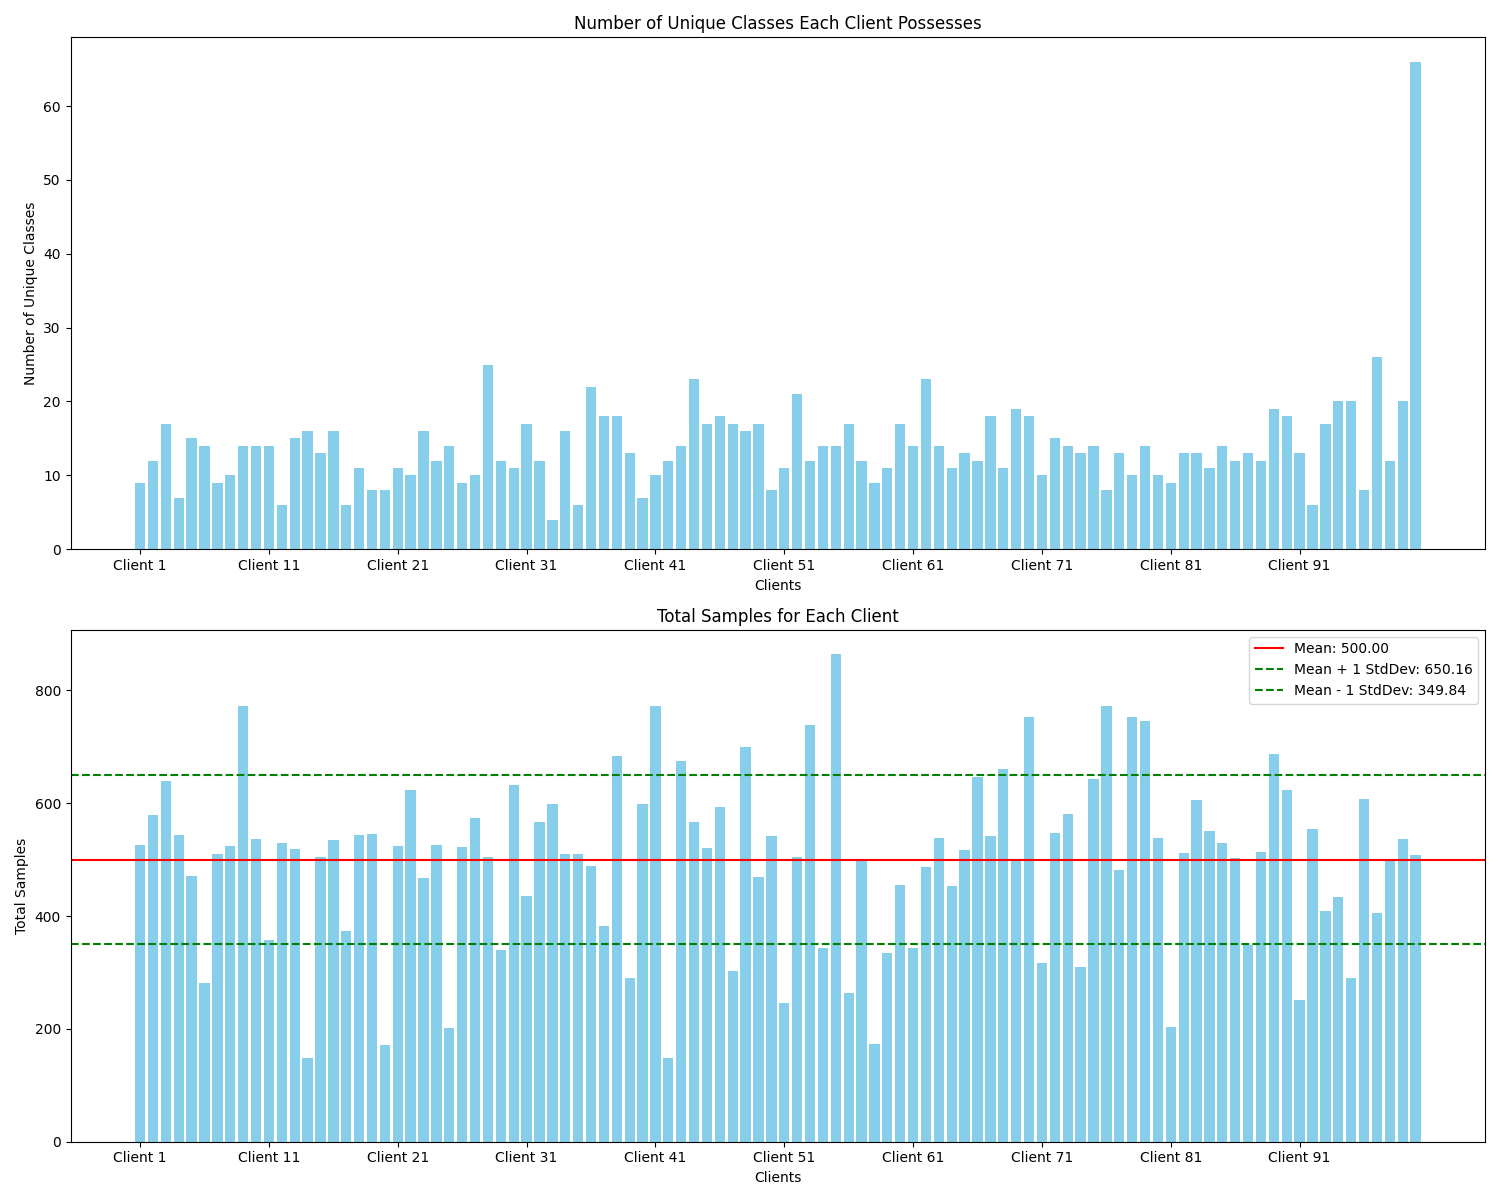 Number of Unique Classes Each Client Possesses
Number of Unique Classes
60
50
40
30
20
10
0
Client 1 Client 11 Client 21 Client 31 Client 41 Client 51 Client 61 Client 71 Client 81 Client 91
Clients
Total Samples for Each Client
Mean: 500.00
Mean + 1 StdDev: 650.16
Mean - 1 StdDev: 349.84
Total Samples
800
600
400
200
0
Client 1 Client 11 Client 21 Client 31 Client 41 Client 51 Client 61 Client 71 Client 81 Client 91
Clients